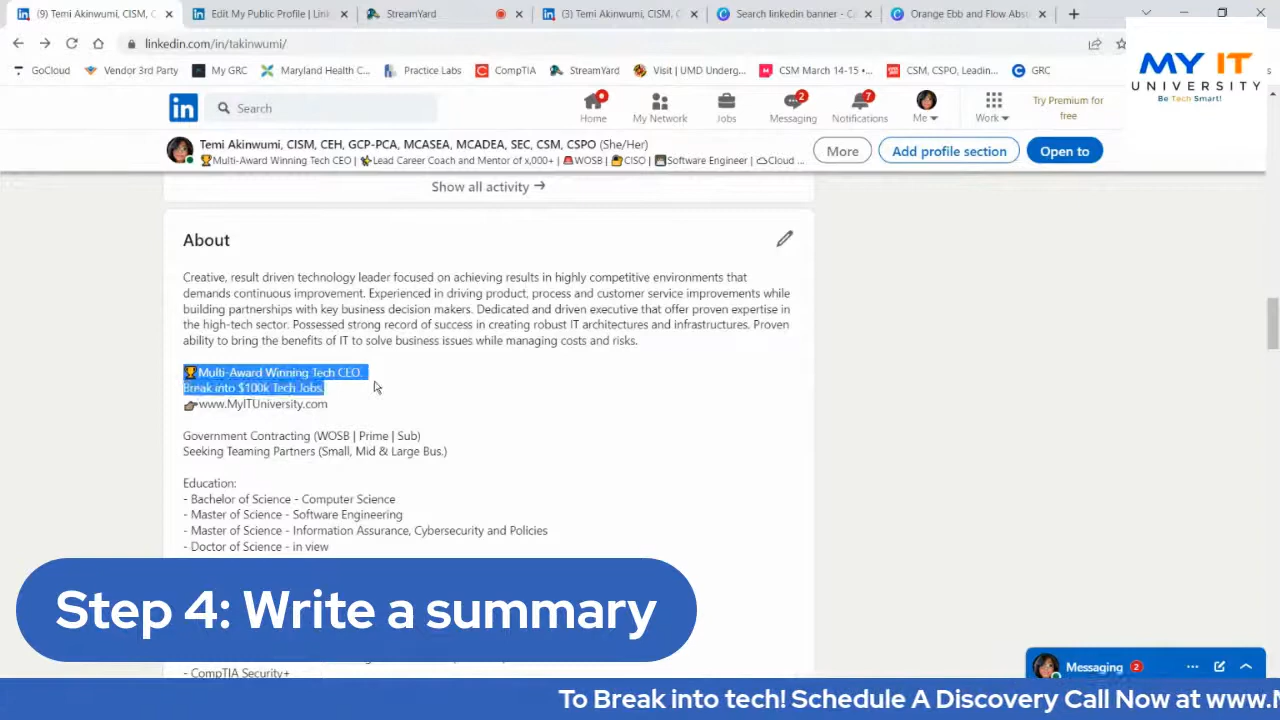 (9) Temi Akinwumi, CISM, C
Edit My Public Profile | Link
StreamYard
(3) Temi Akinwumi, CISM, C
Search linkedin banner - Ca
Orange Ebb and Flow Abst
linkedin.com/in/takinwumi/
GoCloud
Vendor 3rd Party
My GRC
Maryland Health C...
Practice Labs
CompTIA
StreamYard
Visit | UMD Underg...
CSM March 14-15 •...
CSM, CSPO, Leadin...
GRC
MY IT
UNIVERSITY
Be Tech Smart!
in
Search
Home
My Network
Jobs
2
Messaging
7
Notifications
Me
Work
Try Premium for
free
Temi Akinwumi, CISM, CEH, GCP-PCA, MCASEA, MCADEA, SEC, CSM, CSPO (She/Her)
🏆Multi-Award Winning Tech CEO | Lead Career Coach and Mentor of x,000+ | WOSB | CISO | Software Engineer | Cloud ...
More
Add profile section
Open to
Show all activity →
About
Creative, result driven technology leader focused on achieving results in highly competitive environments that
demands continuous improvement. Experienced in driving product, process and customer service improvements while
building partnerships with key business decision makers. Dedicated and driven executive that offer proven expertise in
the high-tech sector. Possessed strong record of success in creating robust IT architectures and infrastructures. Proven
ability to bring the benefits of IT to solve business issues while managing costs and risks.
🏆Multi-Award Winning Tech CEO.
Break into $100k Tech Jobs.
www.MyITUniversity.com
Government Contracting (WOSB | Prime | Sub)
Seeking Teaming Partners (Small, Mid & Large Bus.)
Education:
- Bachelor of Science - Computer Science
- Master of Science - Software Engineering
- Master of Science - Information Assurance, Cybersecurity and Policies
- Doctor of Science - in view
Step 4: Write a summary
- CompTIA Security+
Messaging 2
To Break into tech! Schedule A Discovery Call Now at www.